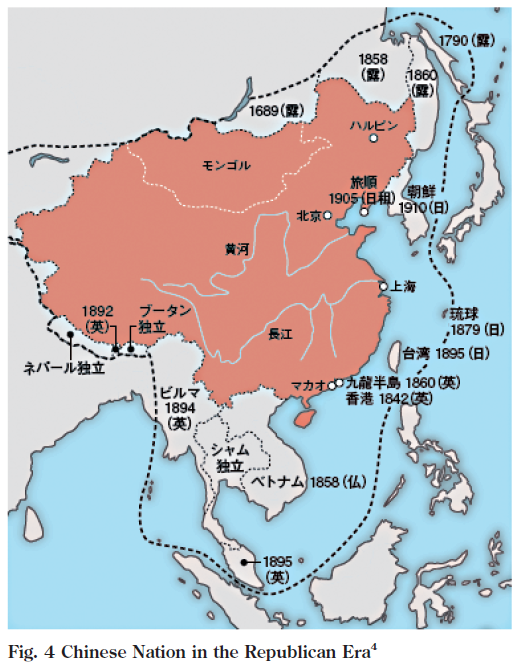 1790 (露)
1858
(露)
1860
(露)
1689 (露)
ハルビン
モンゴル
旅順
1905 (日租)
朝鮮
1910 (日)
北京
黄河
上海
1892
(英)
ブータン
独立
長江
琉球
1879 (日)
台湾 1895 (日)
ネパール独立
マカオ
九龍半島 1860 (英)
香港 1842 (英)
ビルマ
1894
(英)
シャム
独立
ベトナム 1858 (仏)
1895
(英)
Fig. 4 Chinese Nation in the Republican Era4